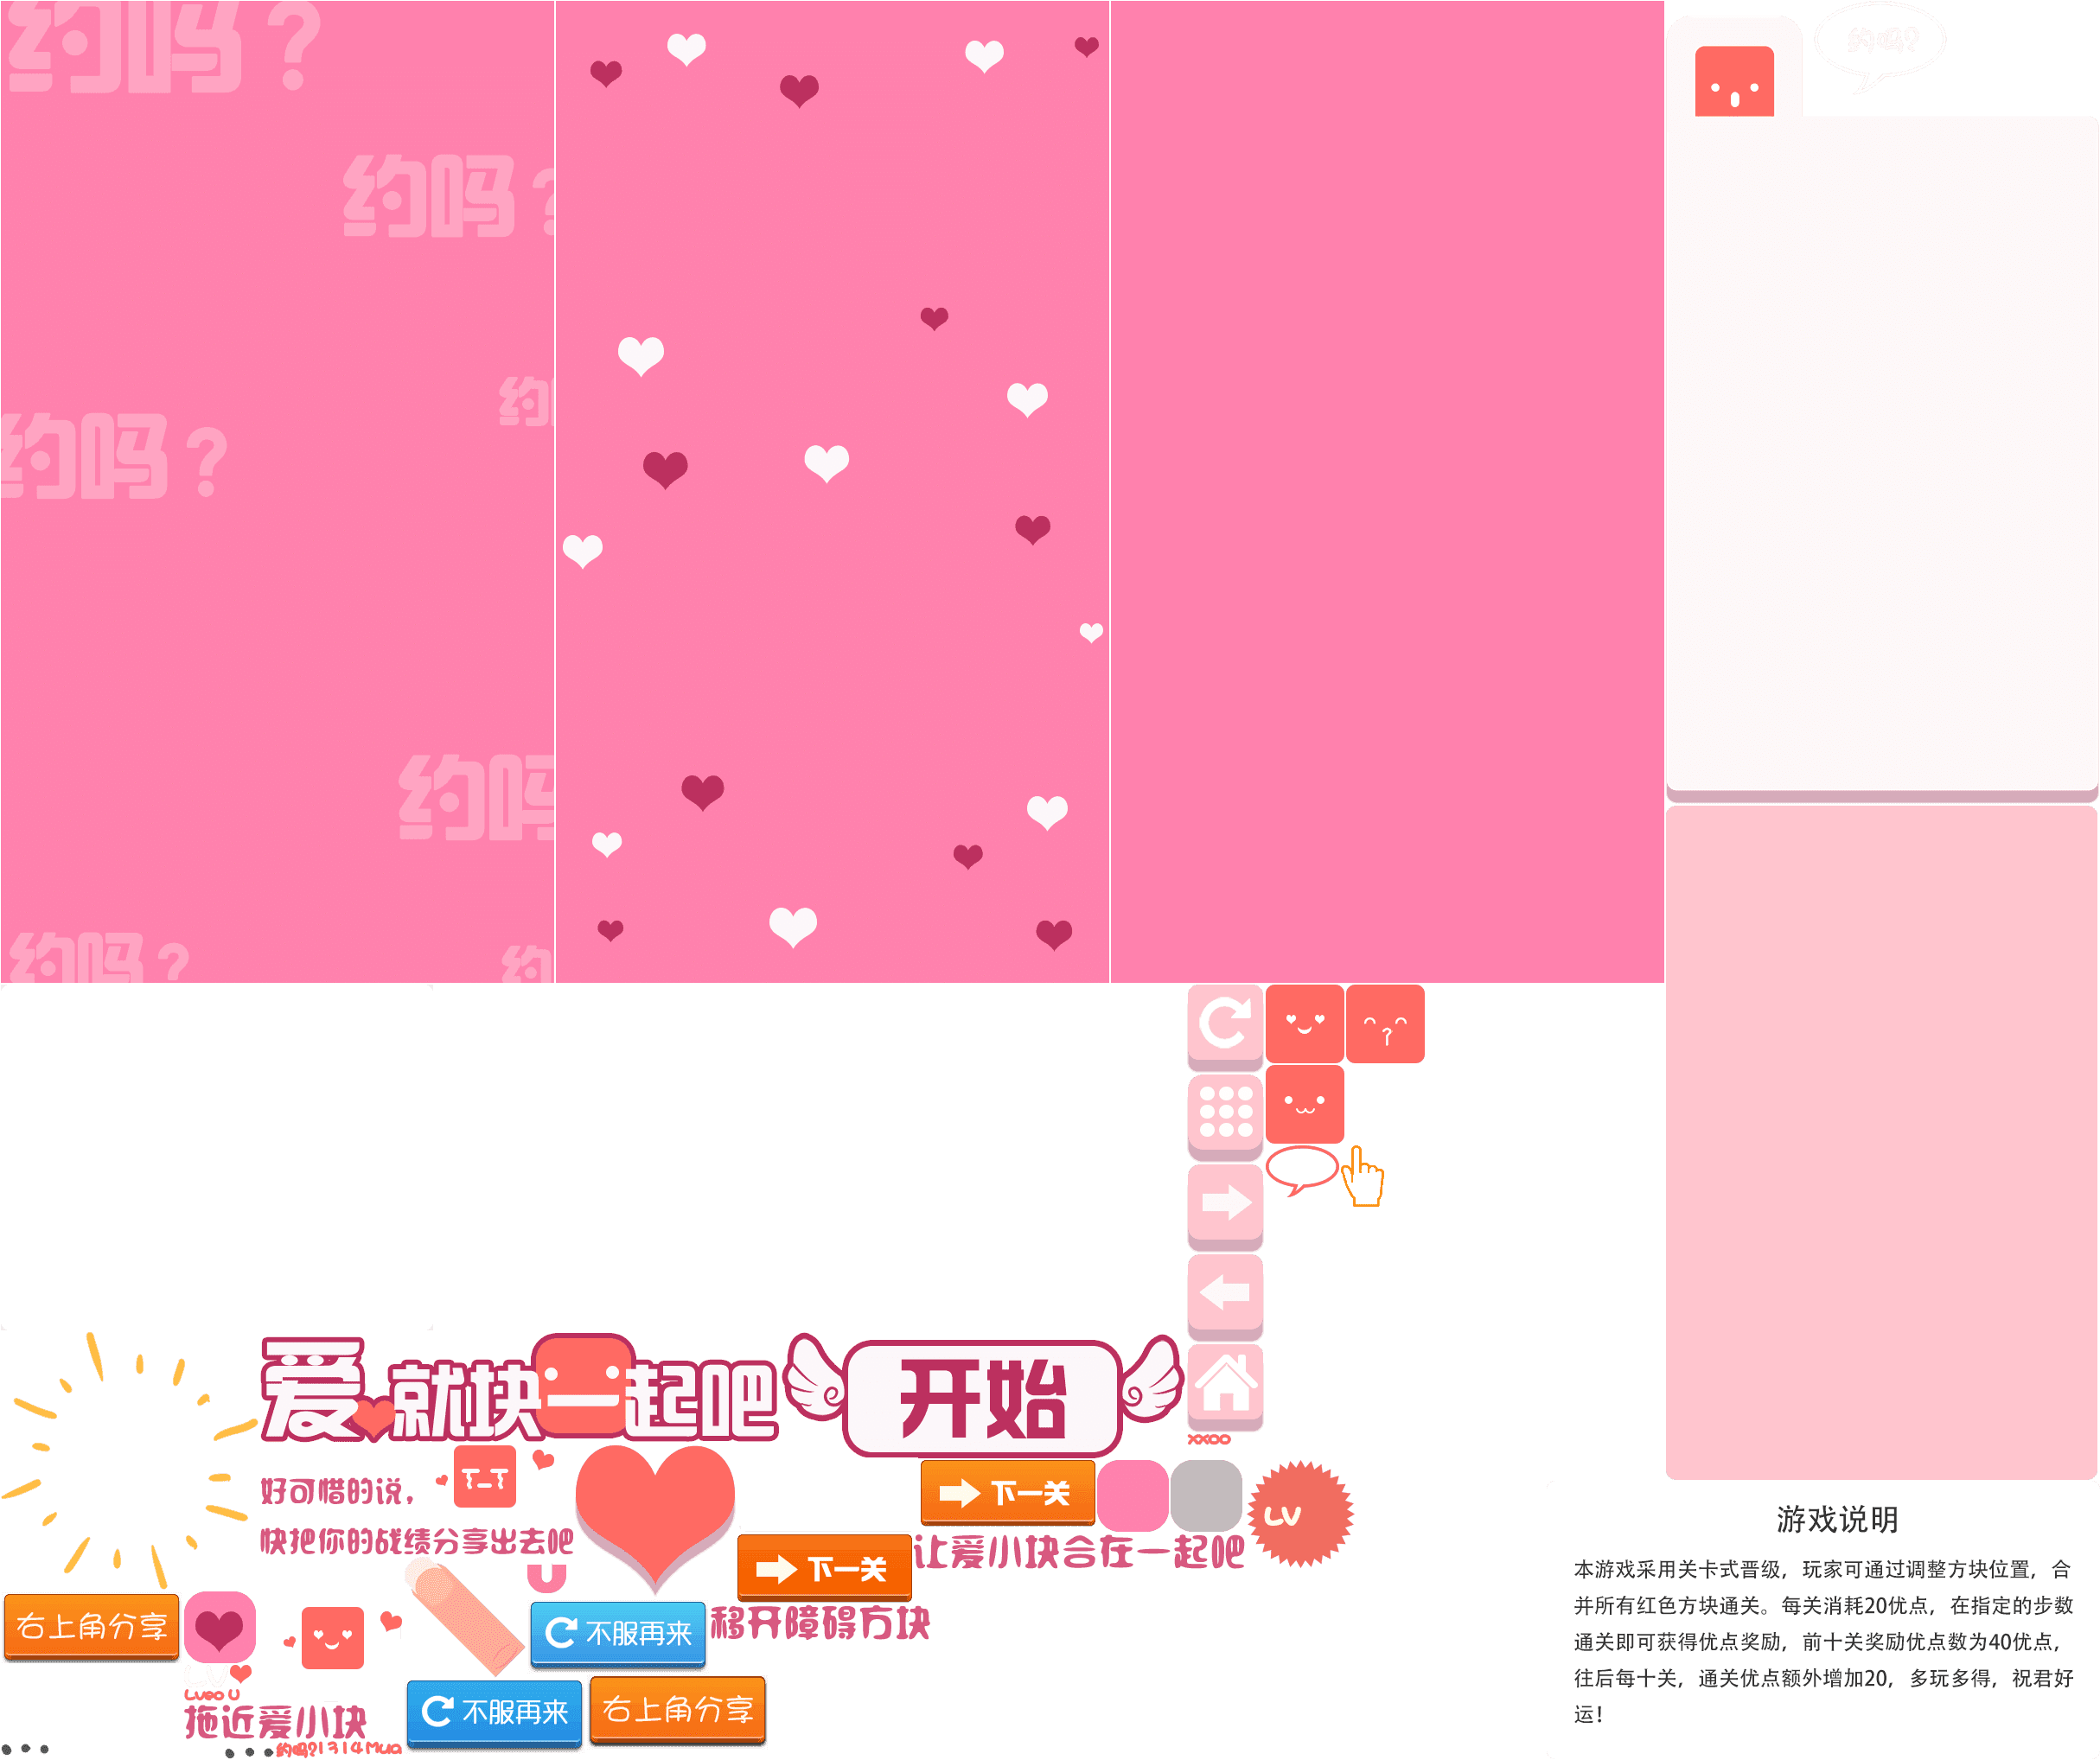 约吗?
约吗?
约吗?
约吗
约吗?
约吗
约吗?
约吗
爱就块一起吧
开始
xxoo
好可惜的说,
快把你的战绩分享出去吧
下一关
LV
下一关
让爱小块合在一起吧
U
右上角分享
不服再来
移开障碍方块
Lveo U
拖近爱小块
不服再来
右上角分享
约吗?1314Mua
游戏说明
本游戏采用关卡式晋级，玩家可通过调整方块位置，合
并所有红色方块通关。每关消耗20优点，在指定的步数
通关即可获得优点奖励，前十关奖励优点数为40优点，
往后每十关，通关优点额外增加20，多玩多得，祝君好
运！